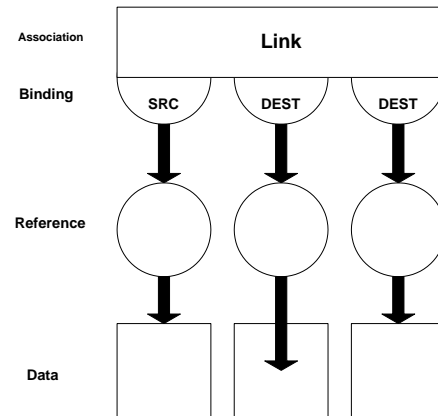 Association
Link
Binding
SRC
DEST
DEST
Reference
Data